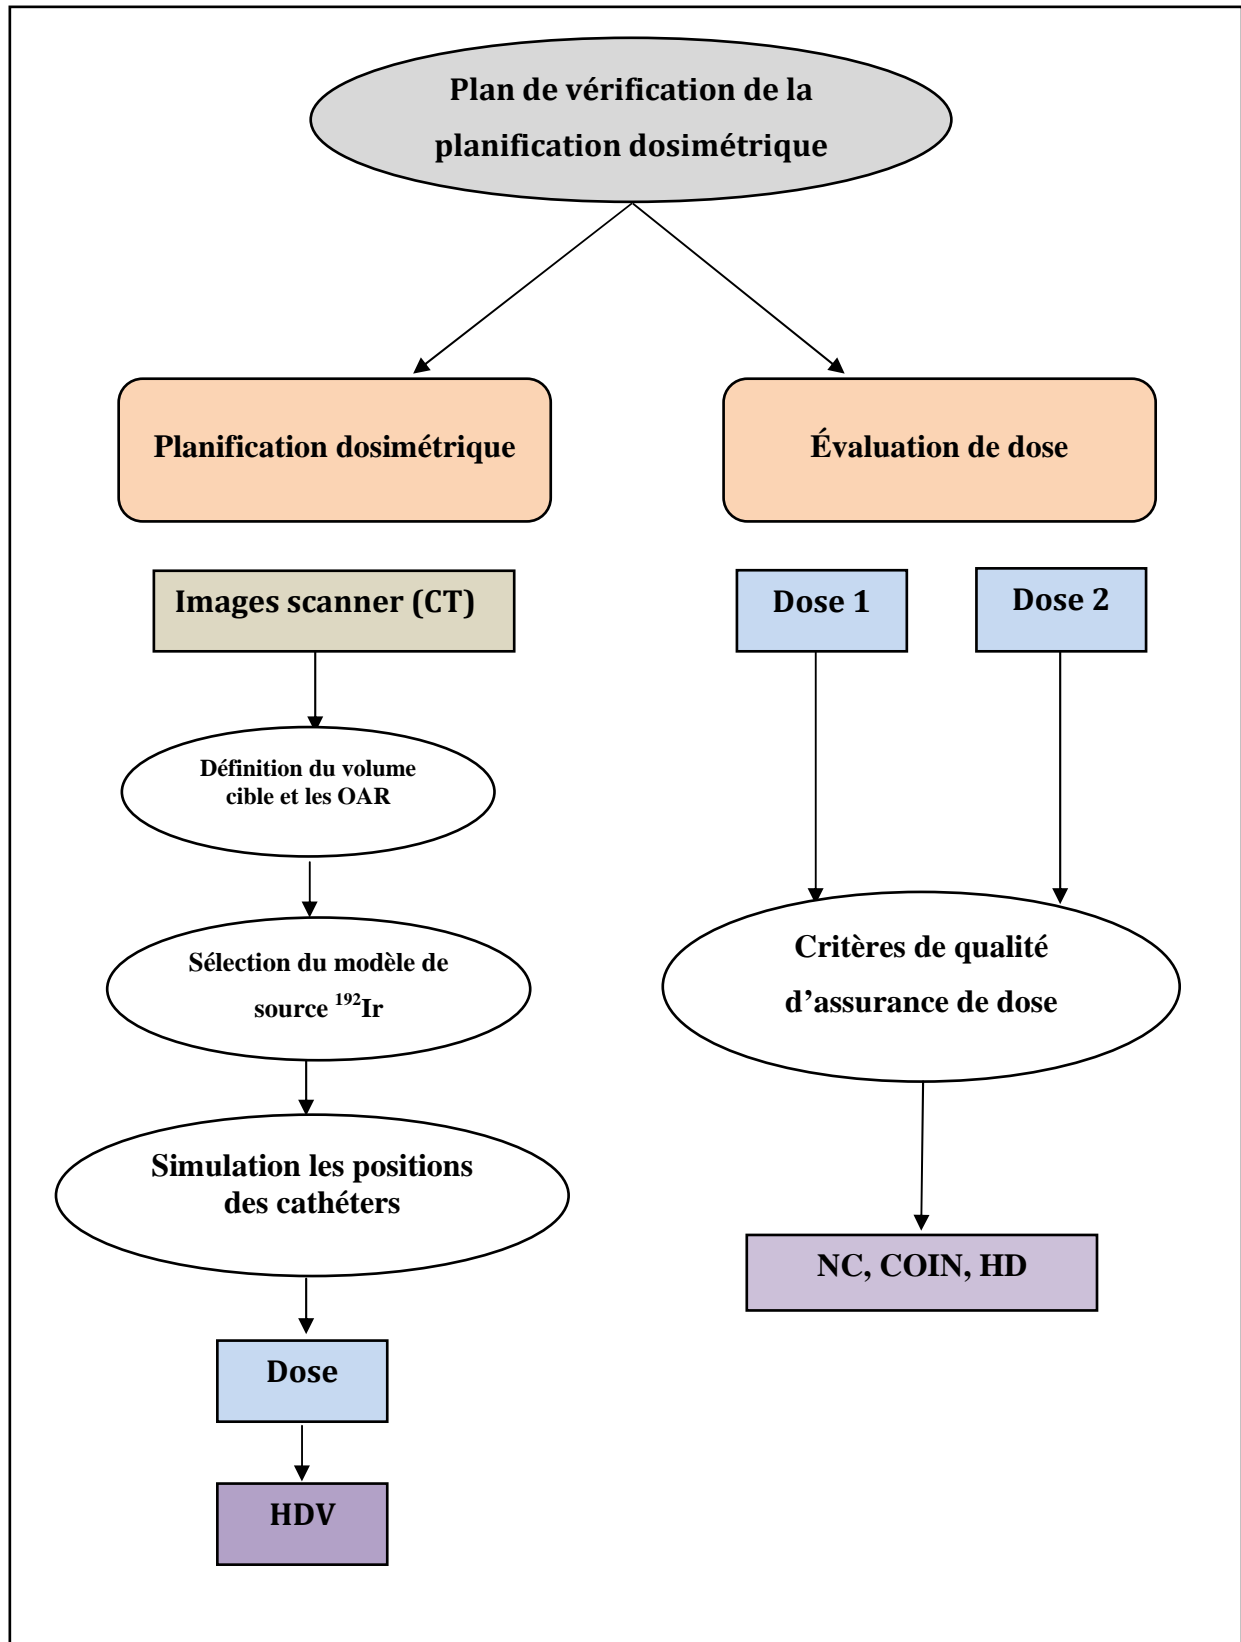 Plan de vérification de la
planification dosimétrique
Planification dosimétrique
Évaluation de dose
Images scanner (CT)
Définition du volume
cible et les OAR
Sélection du modèle de
source ¹⁹²Ir
Simulation les positions
des cathéters
Dose
HDV
Dose 1
Dose 2
Critères de qualité
d’assurance de dose
NC, COIN, HD